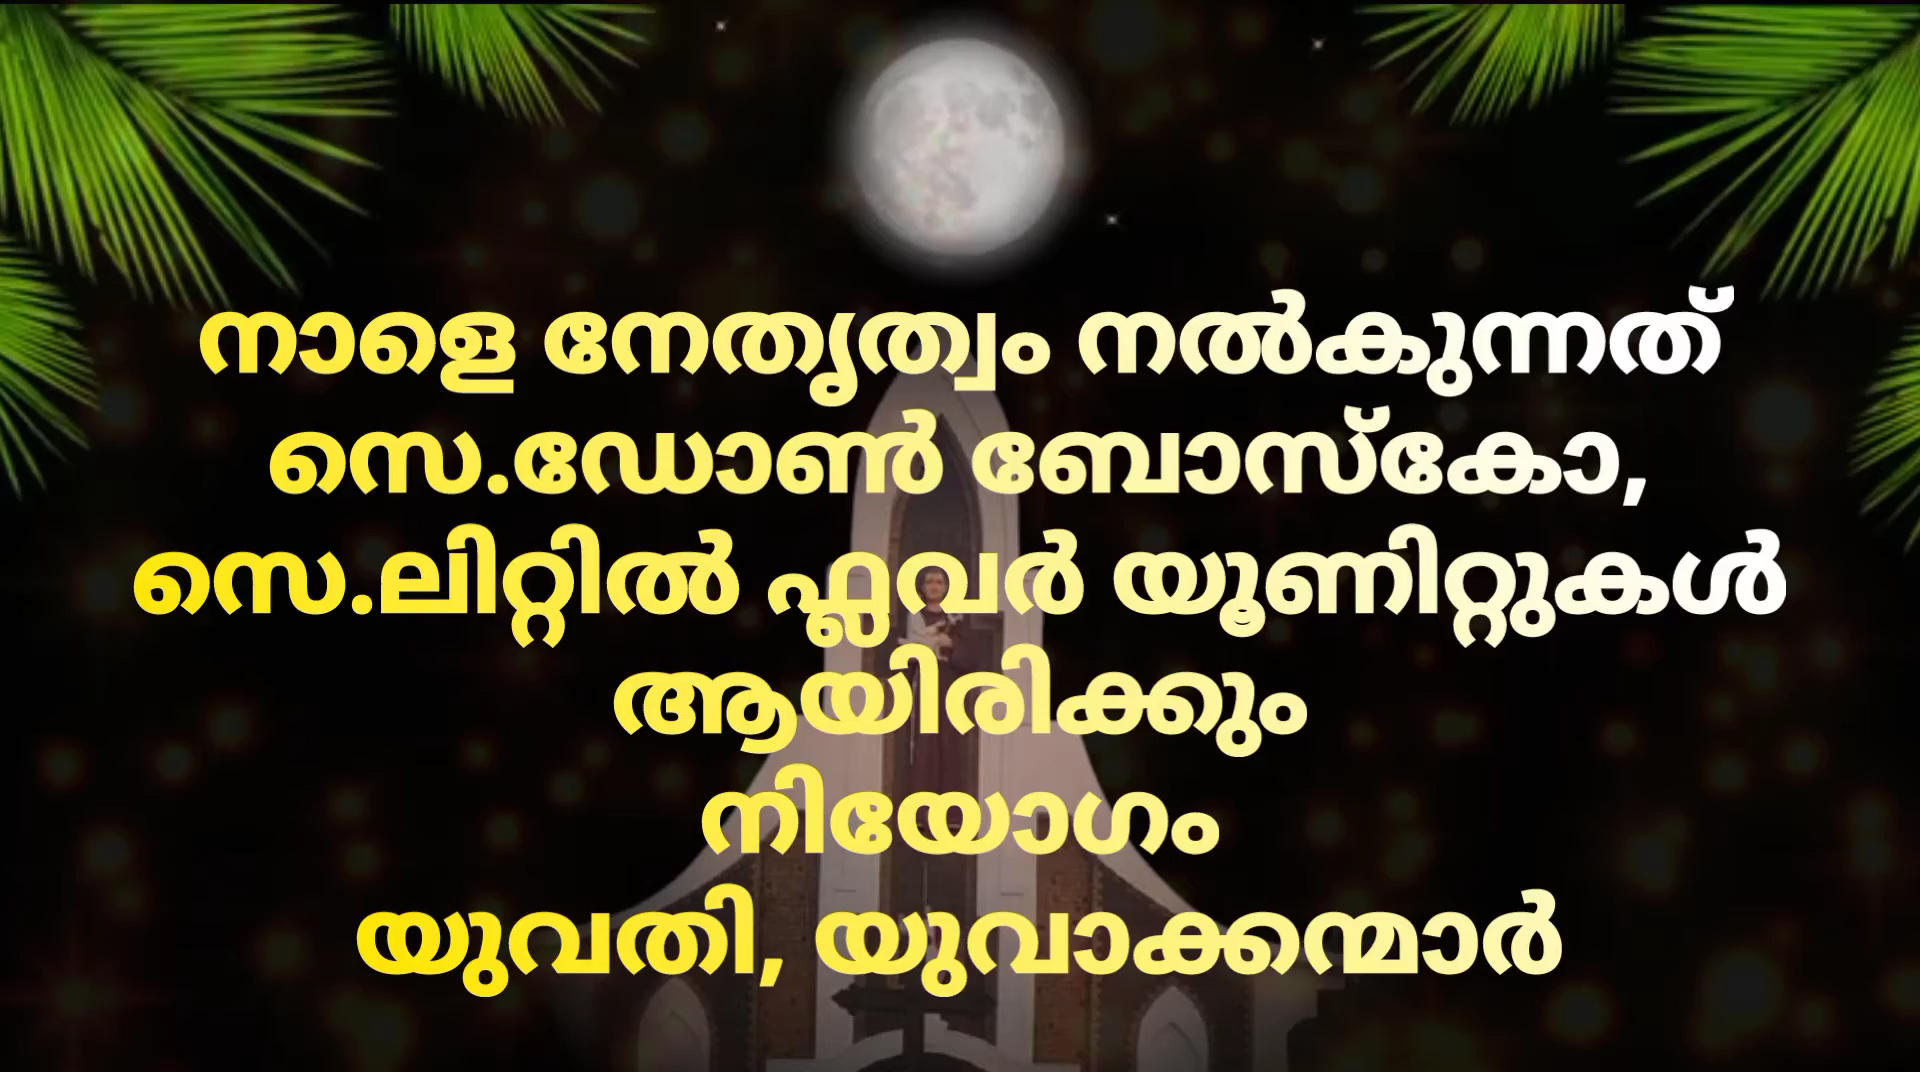 നാളെ നേതൃത്വം നൽകുന്നത്
സെ.ഡോൺ ബോസ്കോ,
സെ.ലിറ്റിൽ ഫ്ലവർ യൂണിറ്റുകൾ
ആയിരിക്കും
നിയോഗം
യുവതി, യുവാക്കന്മാർ